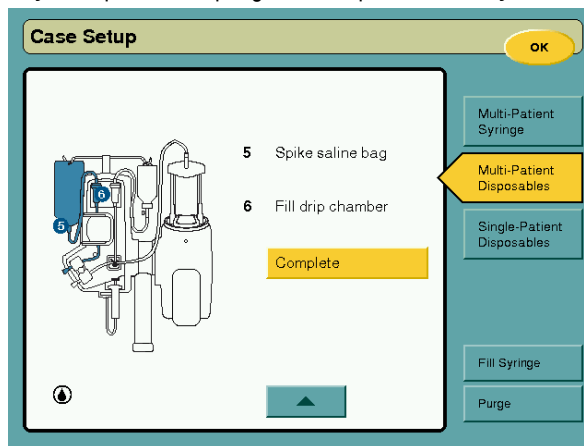 Case Setup
OK
Multi-Patient
Syringe
5 Spike saline bag
Multi-Patient
Disposables
6
5
6 Fill drip chamber
Single-Patient
Disposables
Complete
Fill Syringe
Purge